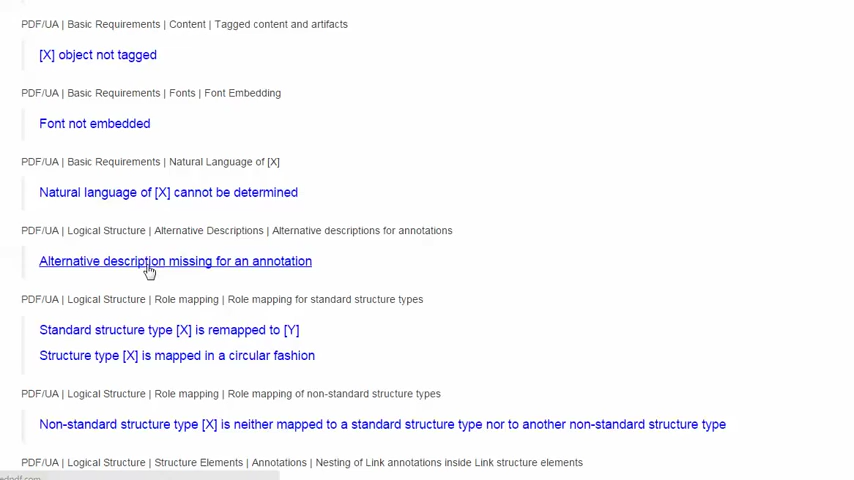 PDF/UA | Basic Requirements | Content | Tagged content and artifacts
[X] object not tagged
PDF/UA | Basic Requirements | Fonts | Font Embedding
Font not embedded
PDF/UA | Basic Requirements | Natural Language of [X]
Natural language of [X] cannot be determined
PDF/UA | Logical Structure | Alternative Descriptions | Alternative descriptions for annotations
Alternative description missing for an annotation
PDF/UA | Logical Structure | Role mapping | Role mapping for standard structure types
Standard structure type [X] is remapped to [Y]
Structure type [X] is mapped in a circular fashion
PDF/UA | Logical Structure | Role mapping | Role mapping of non-standard structure types
Non-standard structure type [X] is neither mapped to a standard structure type nor to another non-standard structure type
PDF/UA | Logical Structure | Structure Elements | Annotations | Nesting of Link annotations inside Link structure elements